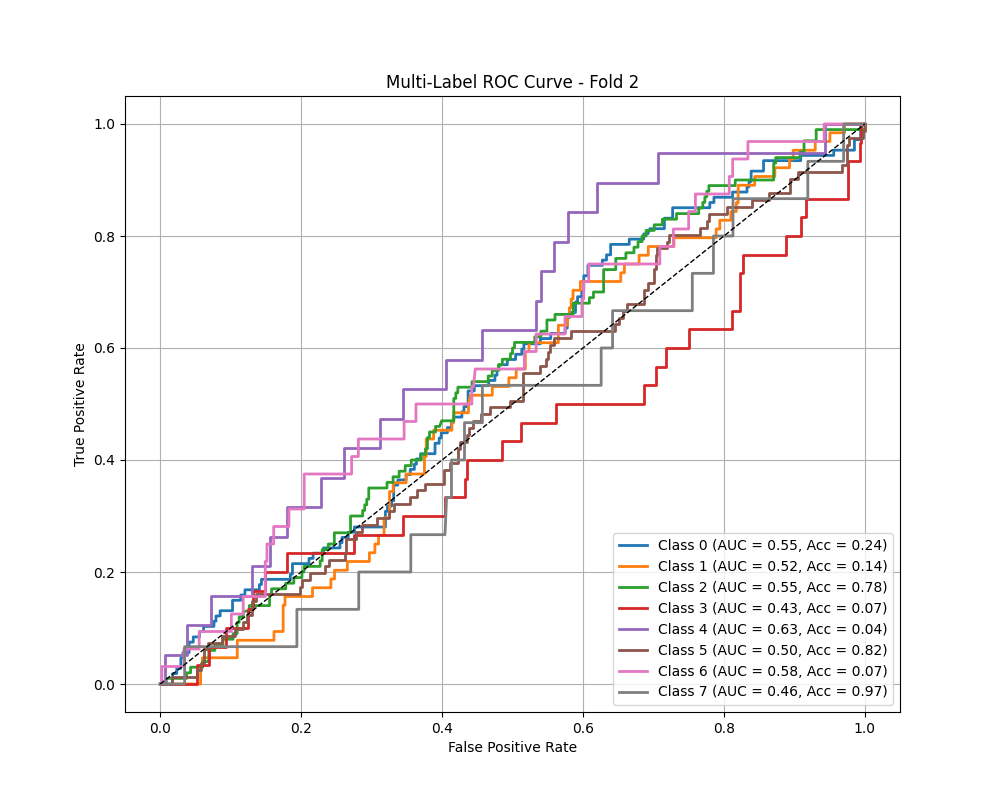 Multi-Label ROC Curve - Fold 2
True Positive Rate
1.0
0.8
0.6
0.4
0.2
0.0
Class 0 (AUC = 0.55, Acc = 0.24)
Class 1 (AUC = 0.52, Acc = 0.14)
Class 2 (AUC = 0.55, Acc = 0.78)
Class 3 (AUC = 0.43, Acc = 0.07)
Class 4 (AUC = 0.63, Acc = 0.04)
Class 5 (AUC = 0.50, Acc = 0.82)
Class 6 (AUC = 0.58, Acc = 0.07)
Class 7 (AUC = 0.46, Acc = 0.97)
0.0 0.2 0.4 0.6 0.8 1.0
False Positive Rate